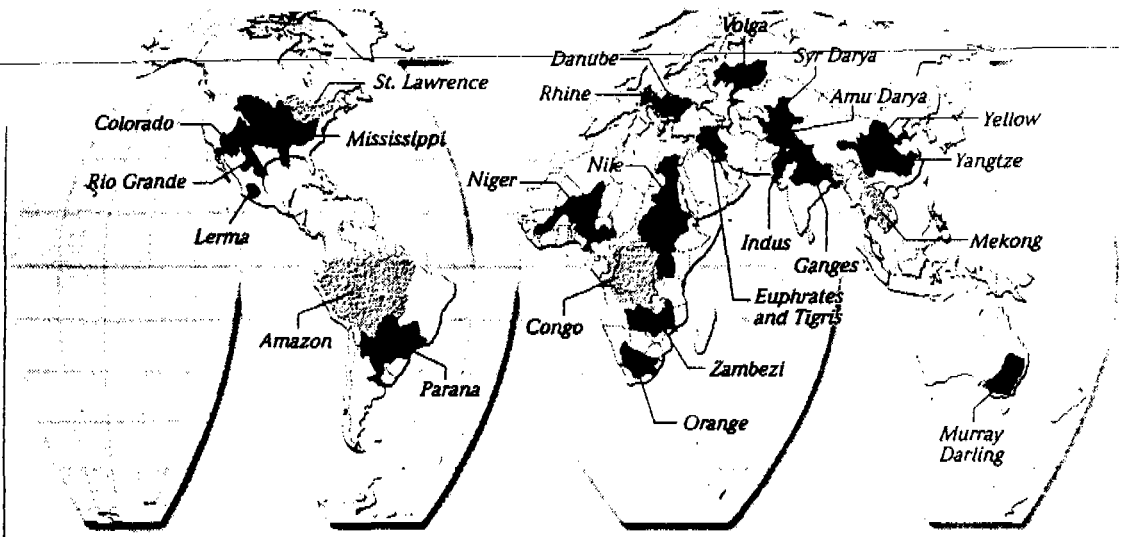 Volga
Danube
Syr Darya
St. Lawrence
Rhine
Amu Darya
Colorado
Yellow
Mississippi
Yangtze
Rio Grande
Niger
Nile
Lerma
Indus
Mekong
Ganges
Amazon
Congo
Euphrates
and Tigris
Zambezi
Parana
Orange
Murray
Darling